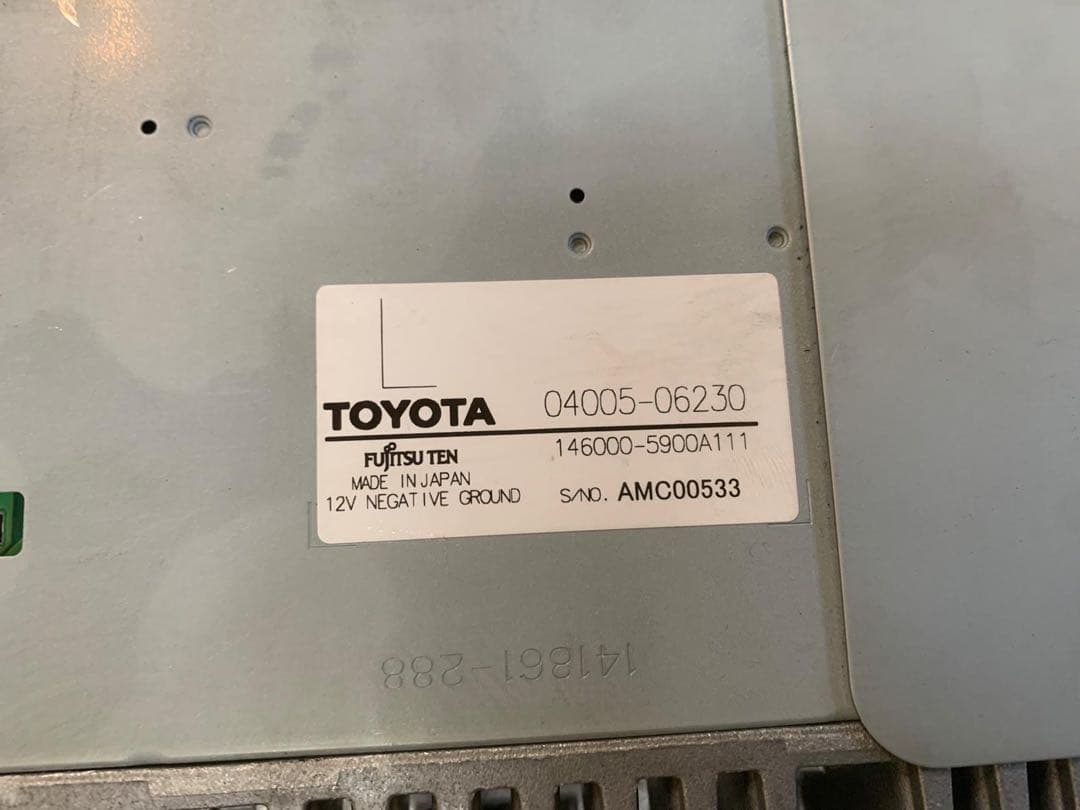 TOYOTA 04005-06230
FUJITSU TEN 146000-5900A111
MADE IN JAPAN
12V NEGATIVE GROUND S/NO. AMC00533
141861-288